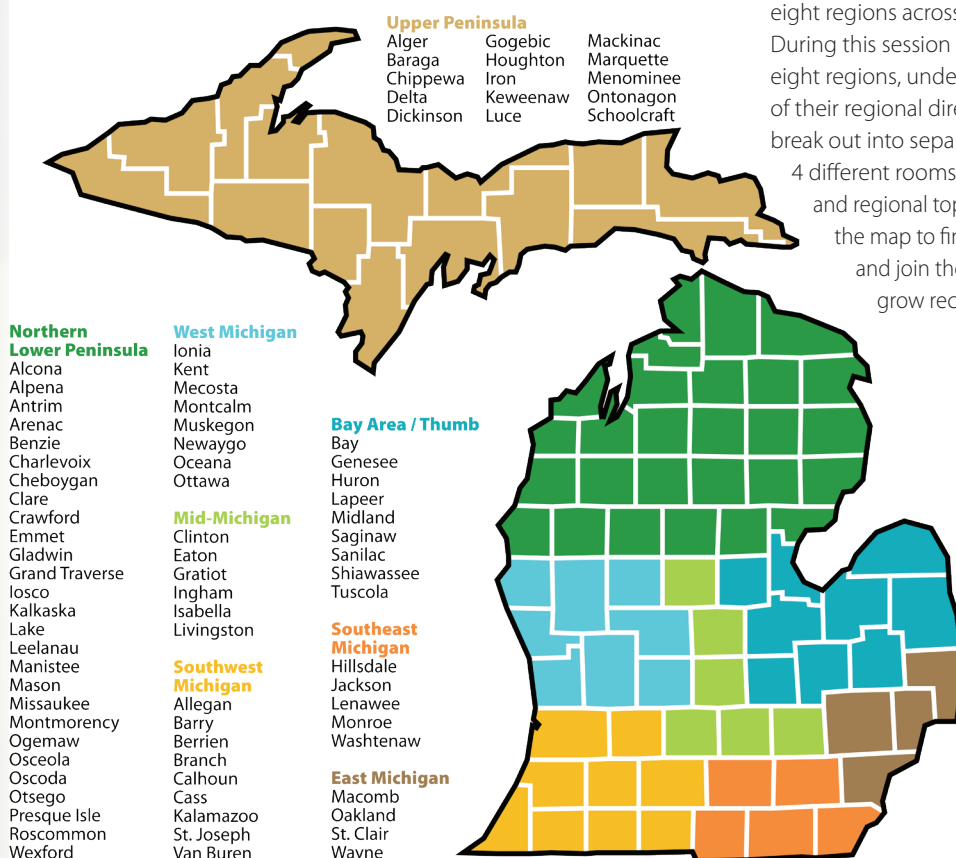 Upper Peninsula
Alger
Baraga
Chippewa
Delta
Dickinson
Gogebic
Houghton
Iron
Keweenaw
Luce
Mackinac
Marquette
Menominee
Ontonagon
Schoolcraft
eight regions across
During this session
eight regions, unde
of their regional dire
break out into sepa
4 different rooms
and regional top
the map to fi
and join the
grow rec
Northern
Lower Peninsula
Alcona
Alpena
Antrim
Arenac
Benzie
Charlevoix
Cheboygan
Clare
Crawford
Emmet
Gladwin
Grand Traverse
Iosco
Kalkaska
Lake
Leelanau
Manistee
Mason
Missaukee
Montmorency
Ogemaw
Osceola
Oscoda
Otsego
Presque Isle
Roscommon
Wexford
West Michigan
Ionia
Kent
Mecosta
Montcalm
Muskegon
Newaygo
Oceana
Ottawa
Mid-Michigan
Clinton
Eaton
Gratiot
Ingham
Isabella
Livingston
Southwest
Michigan
Allegan
Barry
Berrien
Branch
Calhoun
Cass
Kalamazoo
St. Joseph
Van Buren
Bay Area / Thumb
Bay
Genesee
Huron
Lapeer
Midland
Saginaw
Sanilac
Shiawassee
Tuscola
Southeast
Michigan
Hillsdale
Jackson
Lenawee
Monroe
Washtenaw
East Michigan
Macomb
Oakland
St. Clair
Wayne